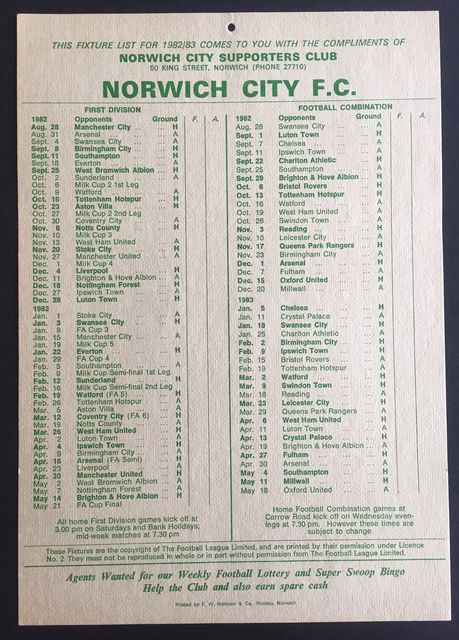 THIS FIXTURE LIST FOR 1982/83 COMES TO YOU WITH THE COMPLIMENTS OF
NORWICH CITY SUPPORTERS CLUB
50 KING STREET, NORWICH (PHONE 27710)
NORWICH CITY F.C.
FIRST DIVISION
1982 Opponents Ground F. A.
Aug. 28 Manchester City ... H
Aug. 31 Arsenal ... A
Sept. 4 Swansea City ... A
Sept. 8 Birmingham City ... H
Sept. 11 Southampton ... H
Sept. 18 Everton ... A
Sept. 25 West Bromwich Albion ... H
Oct. 2 Sunderland ... A
Oct. 6 Milk Cup 2 1st Leg
Oct. 9 Watford ... A
Oct. 16 Tottenham Hotspur ... H
Oct. 23 Aston Villa ... H
Oct. 27 Milk Cup 2 2nd Leg
Oct. 30 Coventry City ... A
Nov. 6 Notts County ... H
Nov. 10 Milk Cup 3
Nov. 13 West Ham United ... A
Nov. 20 Stoke City ... H
Nov. 27 Manchester United ... A
Dec. 1 Milk Cup 4
Dec. 4 Liverpool ... H
Dec. 11 Brighton & Hove Albion ... A
Dec. 18 Nottingham Forest ... H
Dec. 27 Ipswich Town ... A
Dec. 28 Luton Town ... H
1983
Jan. 1 Stoke City ... A
Jan. 3 Swansea City ... H
Jan. 8 FA Cup 3
Jan. 15 Manchester City ... A
Jan. 19 Milk Cup 5
Jan. 22 Everton ... H
Jan. 29 FA Cup 4
Feb. 5 Southampton ... A
Feb. 9 Milk Cup Semi-final 1st Leg
Feb. 12 Sunderland ... H
Feb. 16 Milk Cup Semi-final 2nd Leg
Feb. 19 Watford (FA 5) ... H
Feb. 26 Tottenham Hotspur ... A
Mar. 5 Aston Villa ... A
Mar. 12 Coventry City (FA 6) ... H
Mar. 19 Notts County ... A
Mar. 26 West Ham United ... H
Apr. 2 Luton Town ... A
Apr. 4 Ipswich Town ... H
Apr. 9 Birmingham City ... A
Apr. 16 Arsenal (FA Semi) ... H
Apr. 23 Liverpool ... A
Apr. 30 Manchester United ... H
May 2 West Bromwich Albion ... A
May 7 Nottingham Forest ... A
May 14 Brighton & Hove Albion ... H
May 21 FA Cup Final
All home First Division games kick off at
3.00 pm on Saturdays and Bank Holidays,
mid-week matches at 7.30 pm
FOOTBALL COMBINATION
1982 Opponents Ground F. A.
Aug. 28 Swansea City ... A
Sept. 1 Luton Town ... H
Sept. 7 Chelsea ... A
Sept. 11 Ipswich Town ... A
Sept. 22 Charlton Athletic ... H
Sept. 25 Southampton ... A
Sept. 29 Brighton & Hove Albion ... H
Oct. 6 Bristol Rovers ... H
Oct. 13 Tottenham Hotspur ... H
Oct. 16 Watford ... A
Oct. 19 West Ham United ... A
Oct. 26 Swindon Town ... A
Nov. 3 Reading ... H
Nov. 10 Leicester City ... A
Nov. 17 Queens Park Rangers ... H
Nov. 23 Birmingham City ... A
Dec. 1 Arsenal ... H
Dec. 7 Fulham ... A
Dec. 15 Oxford United ... H
Dec. 20 Millwall ... A
1983
Jan. 5 Chelsea ... H
Jan. 11 Crystal Palace ... A
Jan. 19 Swansea City ... H
Jan. 25 Charlton Athletic ... A
Feb. 2 Birmingham City ... H
Feb. 9 Ipswich Town ... H
Feb. 15 Bristol Rovers ... A
Feb. 19 Tottenham Hotspur ... A
Mar. 2 Watford ... H
Mar. 9 Swindon Town ... H
Mar. 16 Reading ... A
Mar. 23 Leicester City ... H
Mar. 29 Queens Park Rangers ... A
Apr. 6 West Ham United ... H
Apr. 11 Luton Town ... A
Apr. 13 Crystal Palace ... H
Apr. 19 Brighton & Hove Albion ... A
Apr. 27 Fulham ... H
Apr. 30 Arsenal ... A
May 4 Southampton ... H
May 11 Millwall ... H
May 18 Oxford United ... A
Home Football Combination games at
Carrow Road kick off on Wednesday even-
ings at 7.30 pm. However these times are
subject to change
These Fixtures are the copyright of The Football League Limited, and are printed by permission under Licence
No. 2 They must not be reproduced in whole or in part without permission from The Football League Limited.
Agents Wanted for our Weekly Football Lottery and Super Swoop Bingo
Help the Club and also earn spare cash
Printed by F. W. Harrison & Co., Norwich